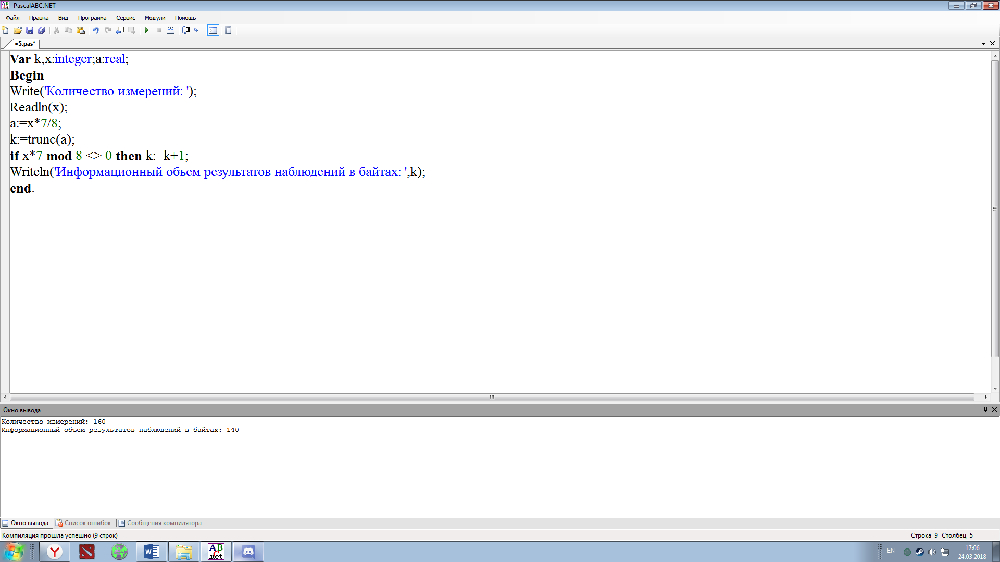 PascalABC.NET
Файл Правка Вид Программа Сервис Модули Помощь
●5.pas*
Var k,x:integer;a:real;
Begin
Write('Количество измерений: ');
Readln(x);
a:=x*7/8;
k:=trunc(a);
if x*7 mod 8 <> 0 then k:=k+1;
Writeln('Информационный объем результатов наблюдений в байтах: ',k);
end.
Окно вывода
Количество измерений: 160
Информационный объем результатов наблюдений в байтах: 140
Окно вывода Список ошибок Сообщения компилятора
Компиляция прошла успешно (9 строк) Строка 9 Столбец 5
EN 17:06
24.03.2018